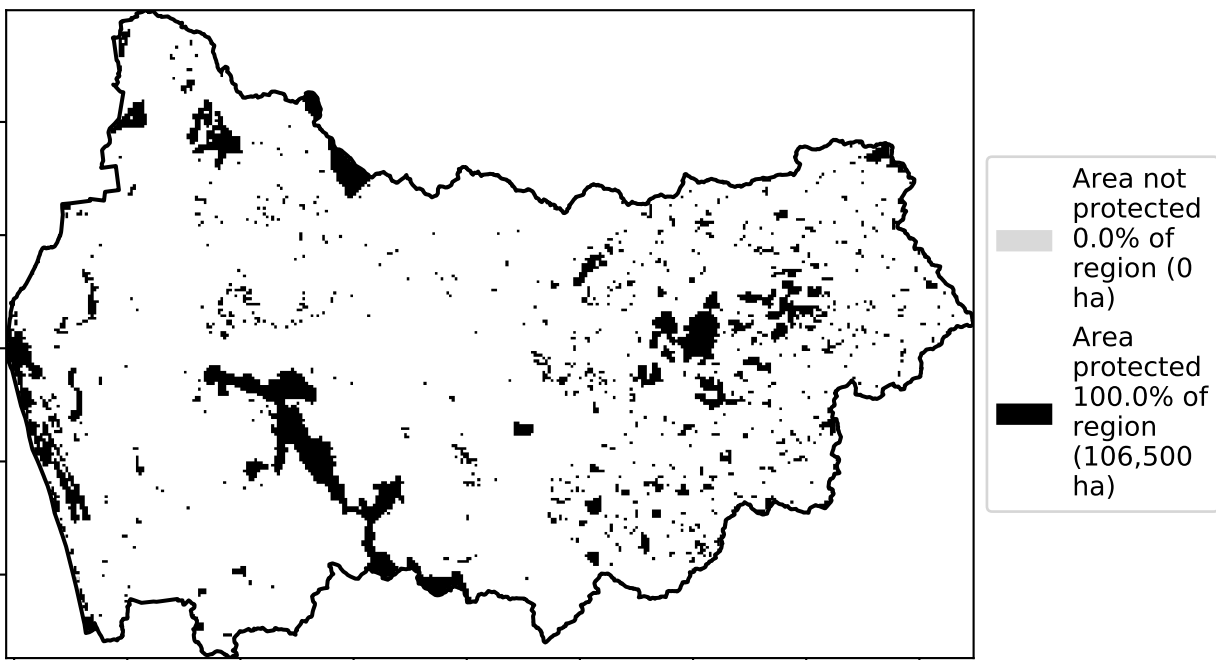 Area not
protected
0.0% of
region (0
ha)
Area
protected
100.0% of
region
(106,500
ha)